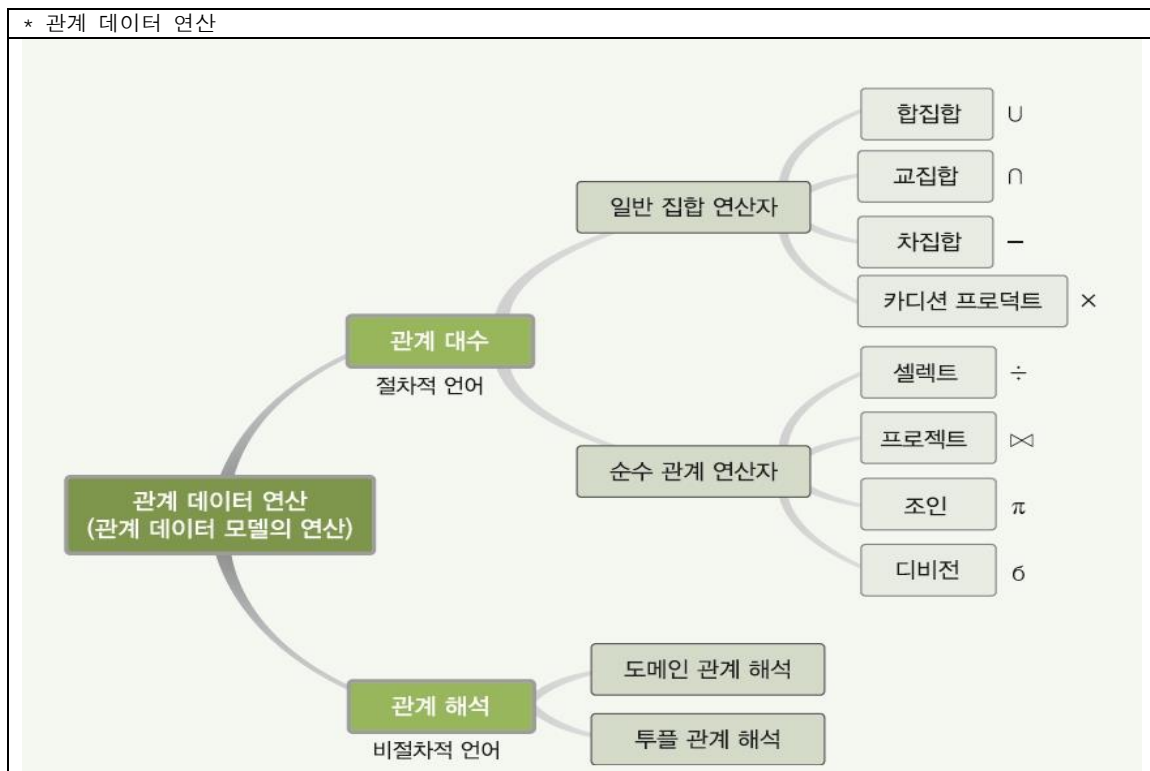 * 관계 데이터 연산
합집합 ∪
교집합 ∩
일반 집합 연산자
차집합 −
카디션 프로덕트 ×
관계 대수
절차적 언어
셀렉트 ÷
프로젝트 ⋈
순수 관계 연산자
조인 π
디비전 б
관계 데이터 연산
(관계 데이터 모델의 연산)
도메인 관계 해석
관계 해석
비절차적 언어
투플 관계 해석